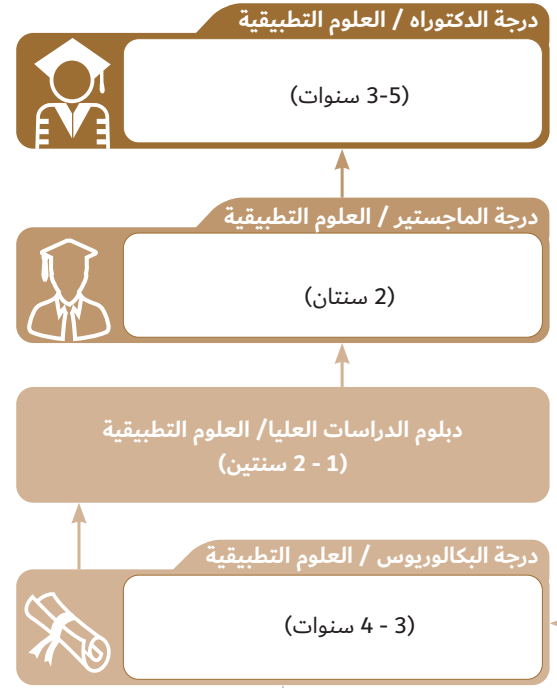 درجة الدكتوراه / العلوم التطبيقية
(3-5 سنوات)
درجة الماجستير / العلوم التطبيقية
(2 سنتان)
دبلوم الدراسات العليا/ العلوم التطبيقية
(1 - 2 سنتين)
درجة البكالوريوس / العلوم التطبيقية
(3 - 4 سنوات)